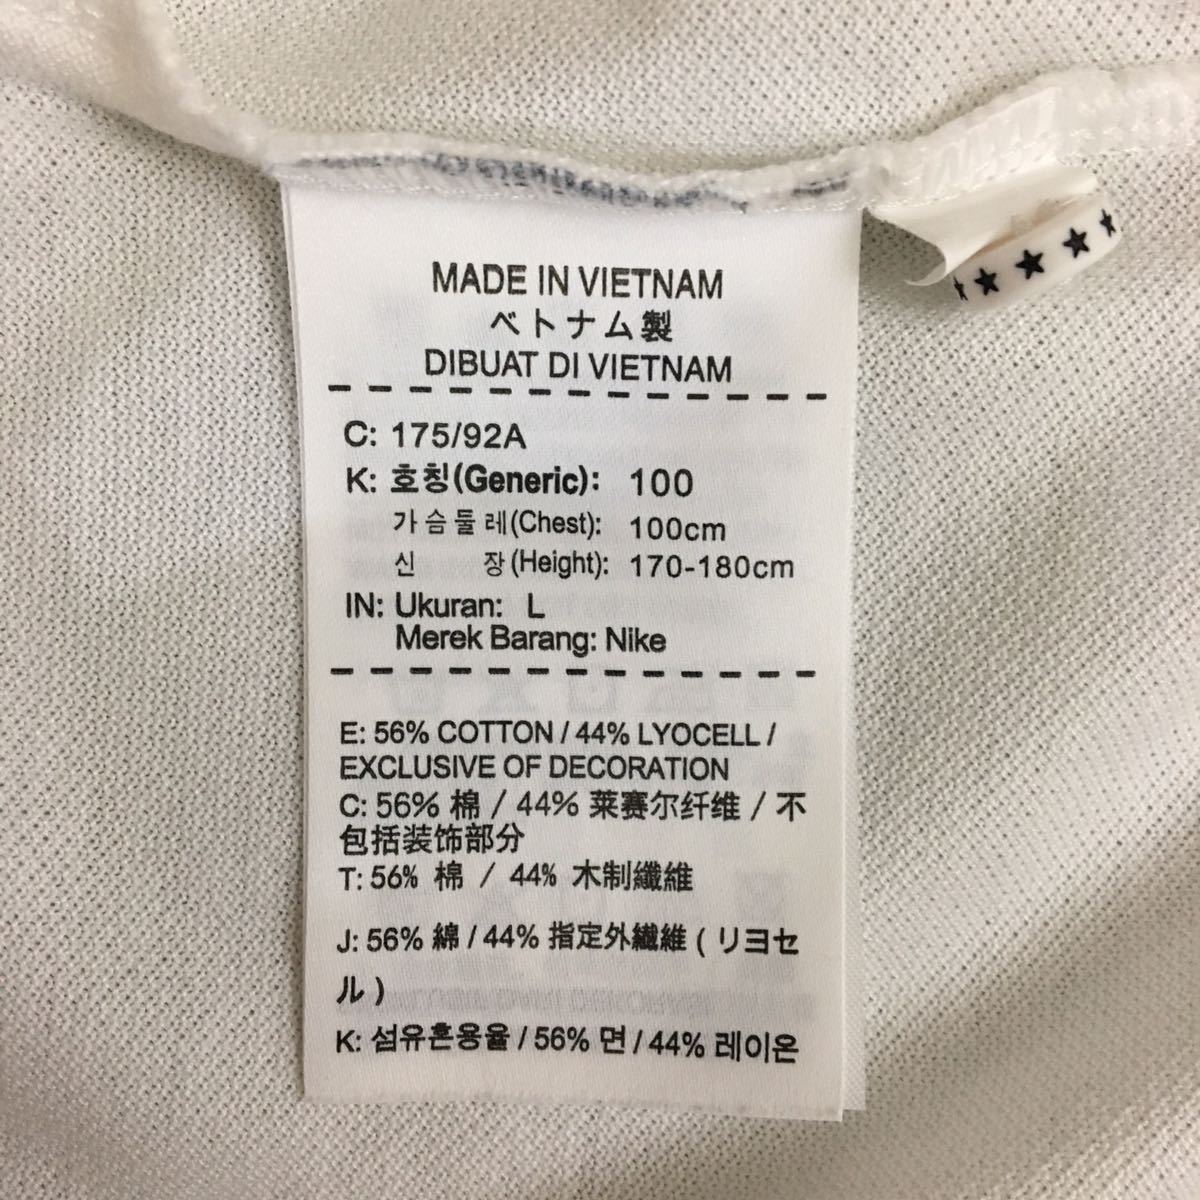 MADE IN VIETNAM
ベトナム製
DIBUAT DI VIETNAM
C: 175/92A
K: 호칭(Generic): 100
가슴둘레(Chest): 100cm
신 장(Height): 170-180cm
IN: Ukuran: L
Merek Barang: Nike
E: 56% COTTON / 44% LYOCELL /
EXCLUSIVE OF DECORATION
C: 56% 棉 / 44% 莱赛尔纤维 / 不
包括装饰部分
T: 56% 棉 / 44% 木制纖維
J: 56% 綿 / 44% 指定外繊維 ( リヨセ
ル )
K: 섬유혼용율 / 56% 면 / 44% 레이온